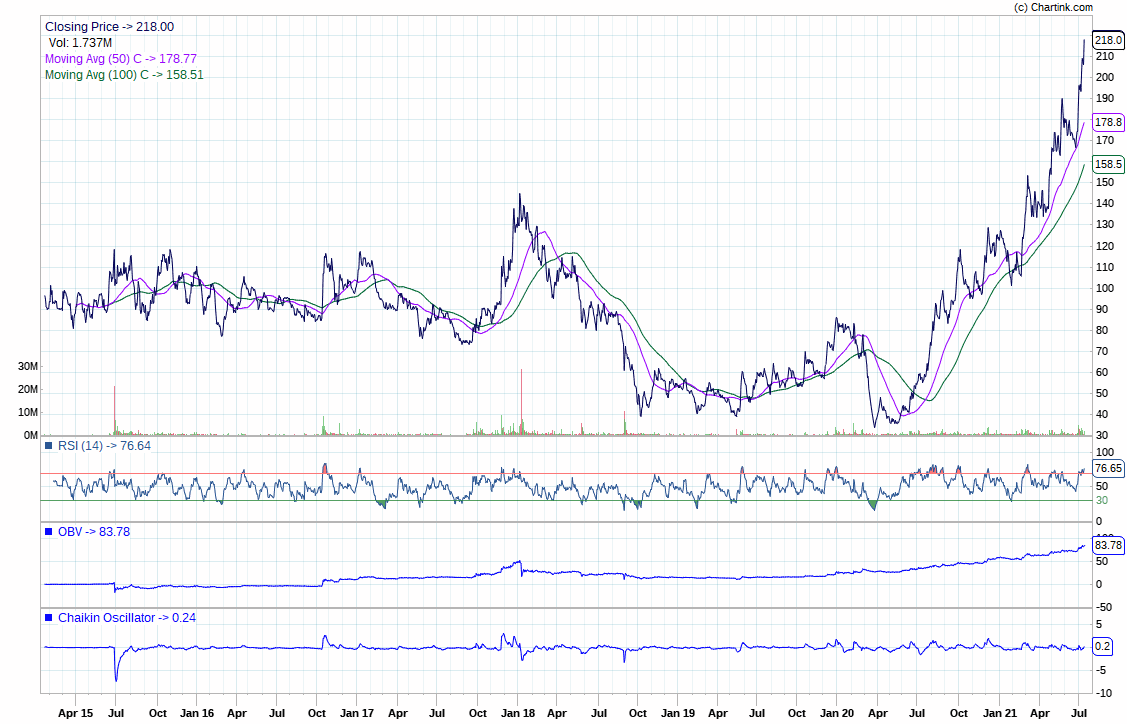 (c) Chartink.com
Closing Price -> 218.00
Vol: 1.737M
Moving Avg (50) C -> 178.77
Moving Avg (100) C -> 158.51
218.0
210
200
190
178.8
170
158.5
150
140
130
120
110
100
90
80
70
60
50
40
30
30M
20M
10M
0M
RSI (14) -> 76.64
100
76.65
50
30
0
OBV -> 83.78
83.78
50
0
-50
Chaikin Oscillator -> 0.24
5
0.2
-5
-10
Apr 15 Jul Oct Jan 16 Apr Jul Oct Jan 17 Apr Jul Oct Jan 18 Apr Jul Oct Jan 19 Apr Jul Oct Jan 20 Apr Jul Oct Jan 21 Apr Jul